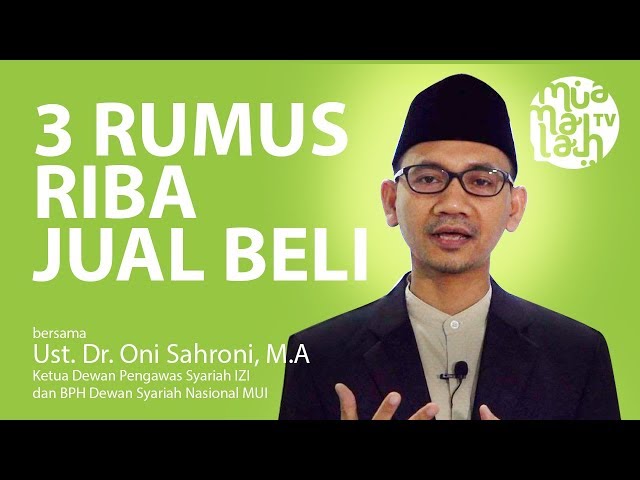 3 RUMUS
RIBA
JUAL BELI
bersama
Ust. Dr. Oni Sahroni, M.A
Ketua Dewan Pengawas Syariah IZI
dan BPH Dewan Syariah Nasional MUI
mua
ma
TV
lah